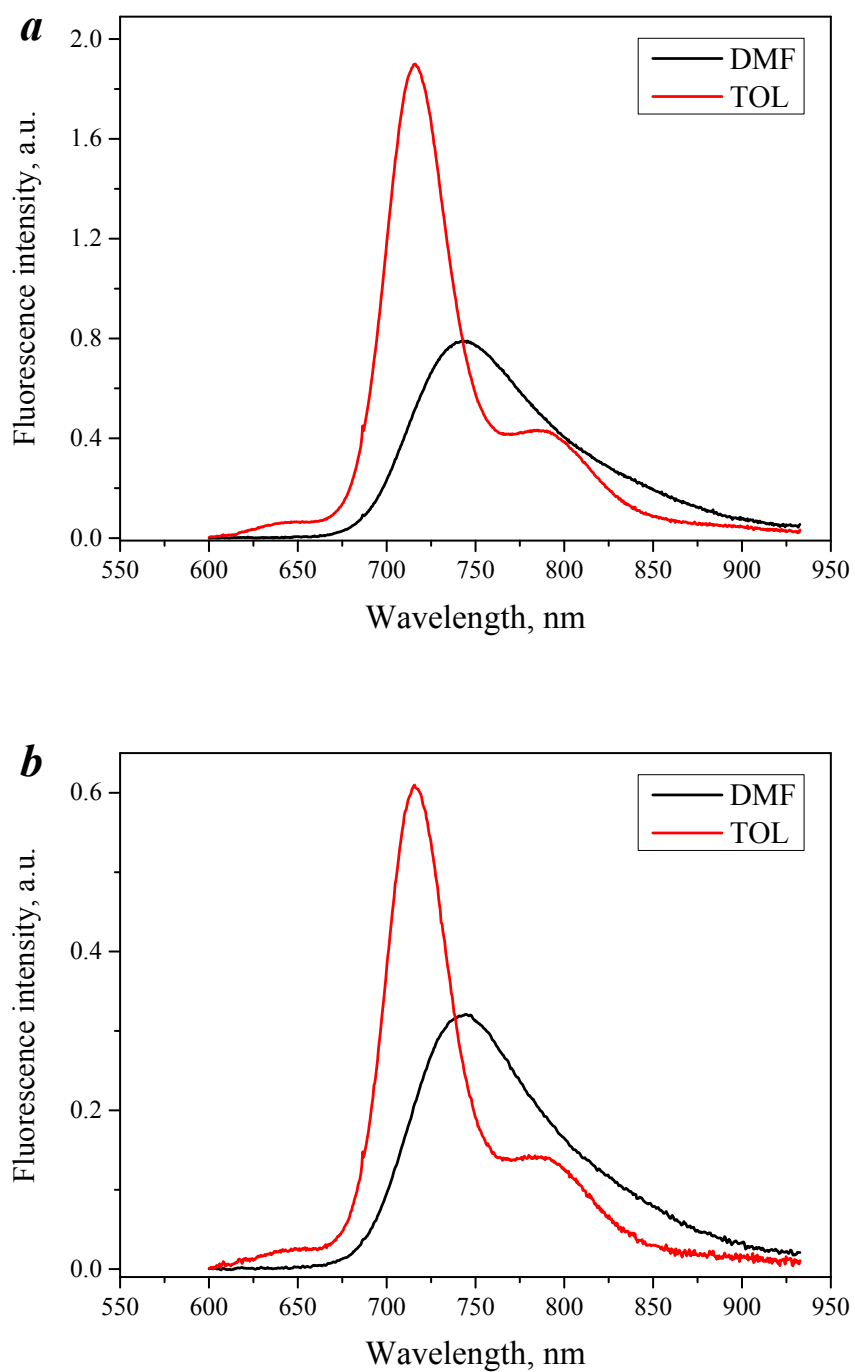 a
2.0
1.6
1.2
0.8
0.4
0.0
Fluorescence intensity, a.u.
DMF
TOL
550 600 650 700 750 800 850 900 950
Wavelength, nm
b
0.6
0.4
0.2
0.0
Fluorescence intensity, a.u.
DMF
TOL
550 600 650 700 750 800 850 900 950
Wavelength, nm